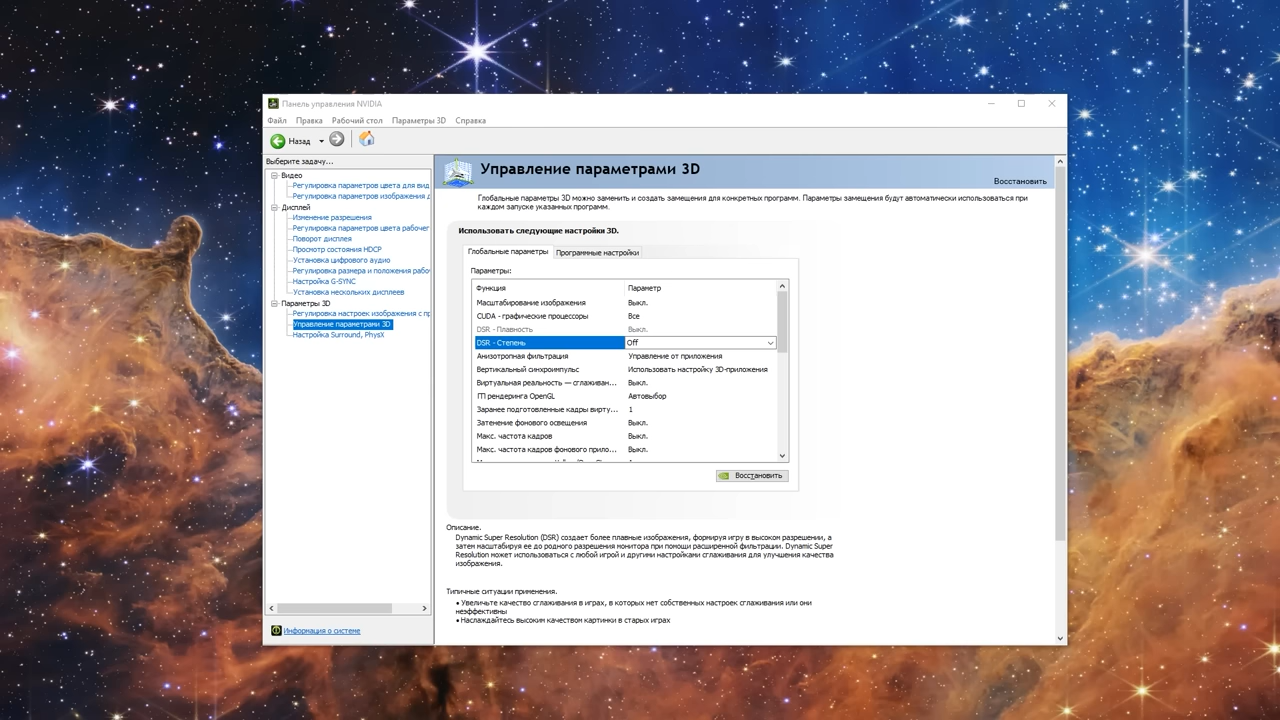 Панель управления NVIDIA
Файл Правка Рабочий стол Параметры 3D Справка
Назад
Выберите задачу...
Видео
Регулировка параметров цвета для вид
Регулировка параметров изображения д
Дисплей
Изменение разрешения
Регулировка параметров цвета рабочег
Поворот дисплея
Просмотр состояния HDCP
Установка цифрового аудио
Регулировка размера и положения рабо
Настройка G-SYNC
Установка нескольких дисплеев
Параметры 3D
Регулировка настроек изображения с пр
Управление параметрами 3D
Настройка Surround, PhysX
Информация о системе
Управление параметрами 3D
Восстановить
Глобальные параметры 3D можно заменить и создать замещения для конкретных программ. Параметры замещения будут автоматически использоваться при
каждом запуске указанных программ.
Использовать следующие настройки 3D.
Глобальные параметры Программные настройки
Параметры:
Функция Параметр
Масштабирование изображения Выкл.
CUDA - графические процессоры Все
DSR - Плавность Выкл.
DSR - Степень Off
Анизотропная фильтрация Управление от приложения
Вертикальный синхроимпульс Использовать настройку 3D-приложения
Виртуальная реальность — сглаживан... Выкл.
ГП рендеринга OpenGL Автовыбор
Заранее подготовленные кадры вирту... 1
Затенение фонового освещения Выкл.
Макс. частота кадров Выкл.
Макс. частота кадров фонового прило... Выкл.
Восстановить
Описание.
Dynamic Super Resolution (DSR) создает более плавные изображения, формируя игру в высоком разрешении, а
затем масштабируя ее до родного разрешения монитора при помощи расширенной фильтрации. Dynamic Super
Resolution может использоваться с любой игрой и другими настройками сглаживания для улучшения качества
изображения.
Типичные ситуации применения.
• Увеличьте качество сглаживания в играх, в которых нет собственных настроек сглаживания или они
неэффективны
• Наслаждайтесь высоким качеством картинки в старых играх